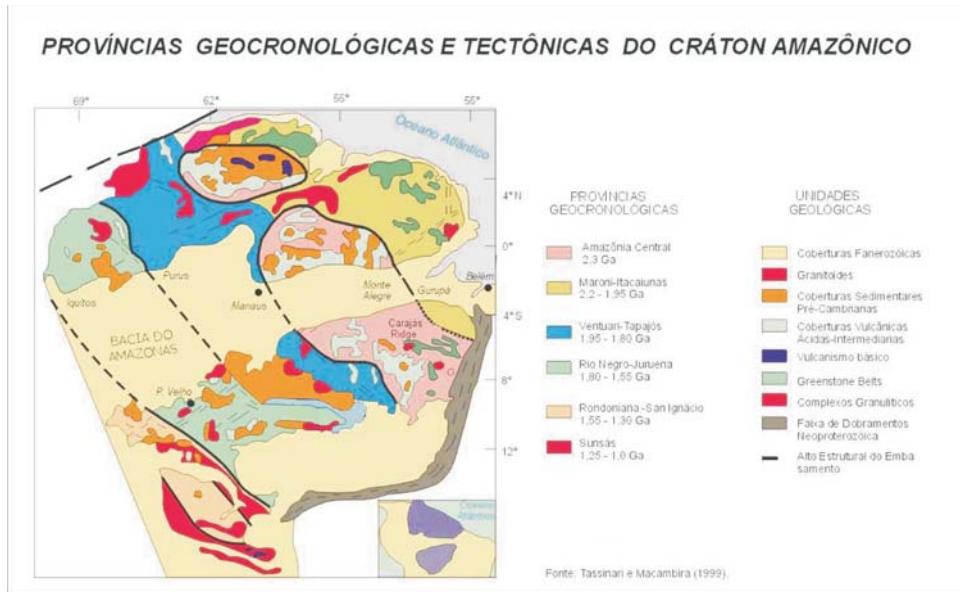 PROVÍNCIAS GEOCRONOLÓGICAS E TECTÔNICAS DO CRÁTON AMAZÔNICO
69° 62° 55° 55°
Oceano Atlântico
4° N
0°
4° S
8°
12°
Belém
Purus
Iquitos
Manaus
Monte
Alegre
Gurupá
Carajás
Ridge
BACIA DO
AMAZONAS
P. Velho
PROVÍNCIAS
GEOCRONOLÓGICAS
Amazônia Central
2,3 Ga
Maroni-Itacaiunas
2,2 - 1,95 Ga
Ventuari-Tapajós
1,95 - 1,80 Ga
Rio Negro-Juruena
1,80 - 1,55 Ga
Rondoniana-San Ignácio
1,55 - 1,30 Ga
Sunsás
1,25 - 1,0 Ga
UNIDADES
GEOLÓGICAS
Coberturas Fanerozóicas
Granitoides
Coberturas Sedimentares
Pré-Cambrianas
Coberturas Vulcânicas
Ácidas-Intermediarias
Vulcanismo básico
Greenstone Belts
Complexos Granulíticos
Faixa de Dobramentos
Neoproterozóica
Alto Estrutural do Emba
samento
Fonte: Tassinari e Macambira (1999).